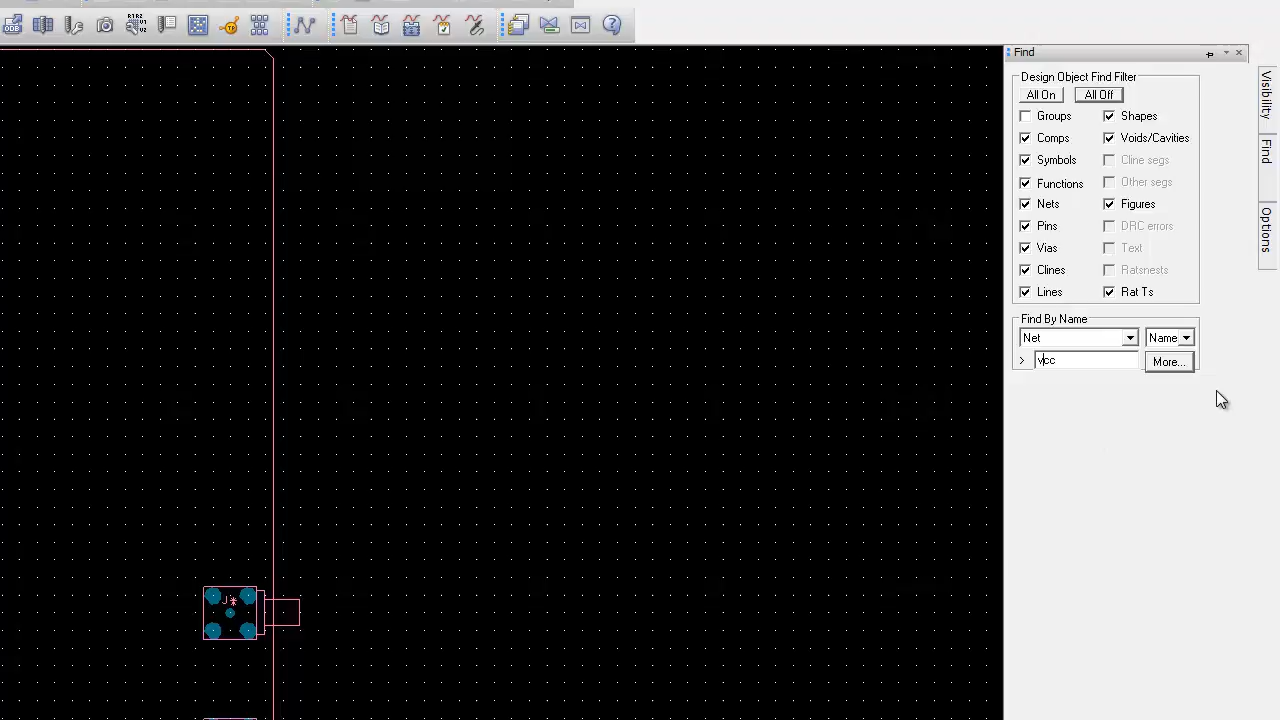 Find
Design Object Find Filter
All On All Off
Groups Shapes
Comps Voids/Cavities
Symbols Cline segs
Functions Other segs
Nets Figures
Pins DRC errors
Vias Text
Clines Ratsnests
Lines Rat Ts
Find By Name
Net Name
> vcc More...
Visibility
Find
Options
J*
ODB
TP